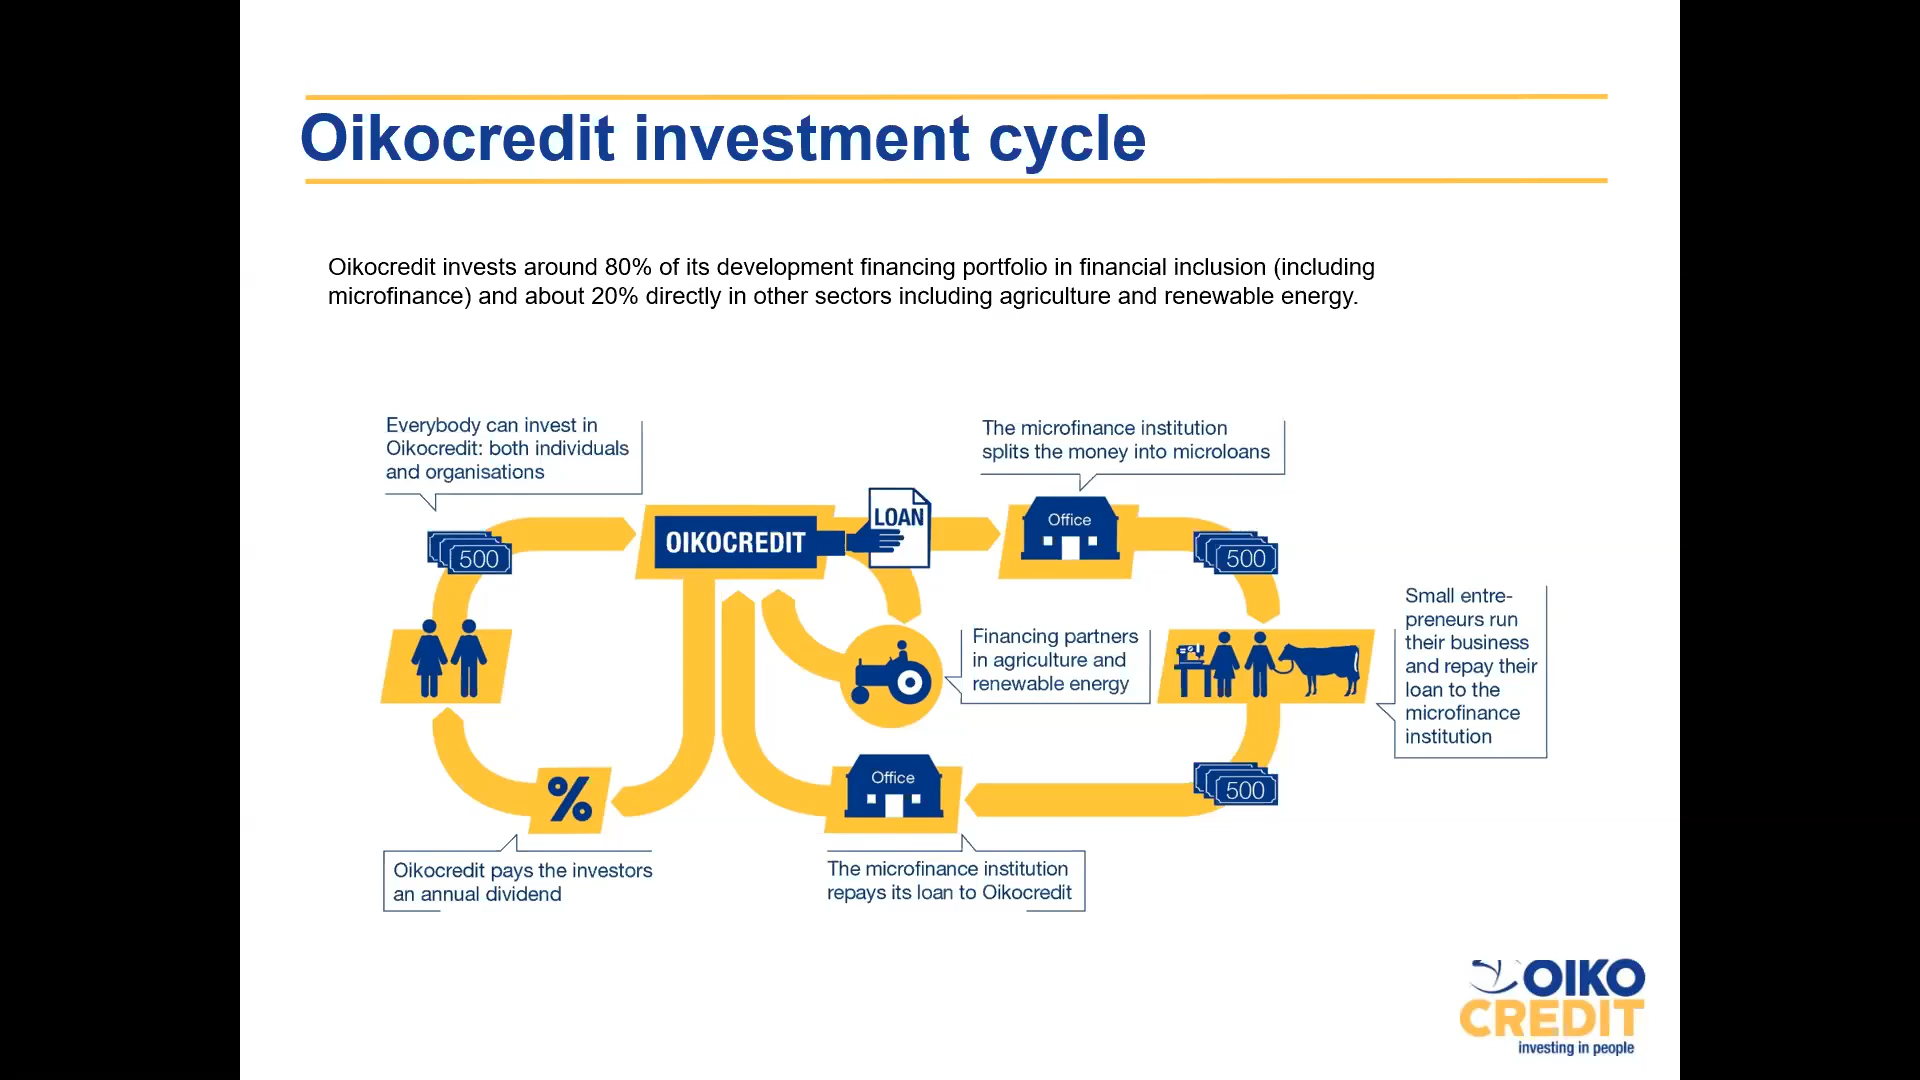 Oikocredit investment cycle
Oikocredit invests around 80% of its development financing portfolio in financial inclusion (including
microfinance) and about 20% directly in other sectors including agriculture and renewable energy.
Everybody can invest in
Oikocredit: both individuals
and organisations
The microfinance institution
splits the money into microloans
500
OIKOCREDIT
LOAN
Office
500
Financing partners
in agriculture and
renewable energy
Small entre-
preneurs run
their business
and repay their
loan to the
microfinance
institution
%
Office
500
Oikocredit pays the investors
an annual dividend
The microfinance institution
repays its loan to Oikocredit
OIKO
CREDIT
investing in people